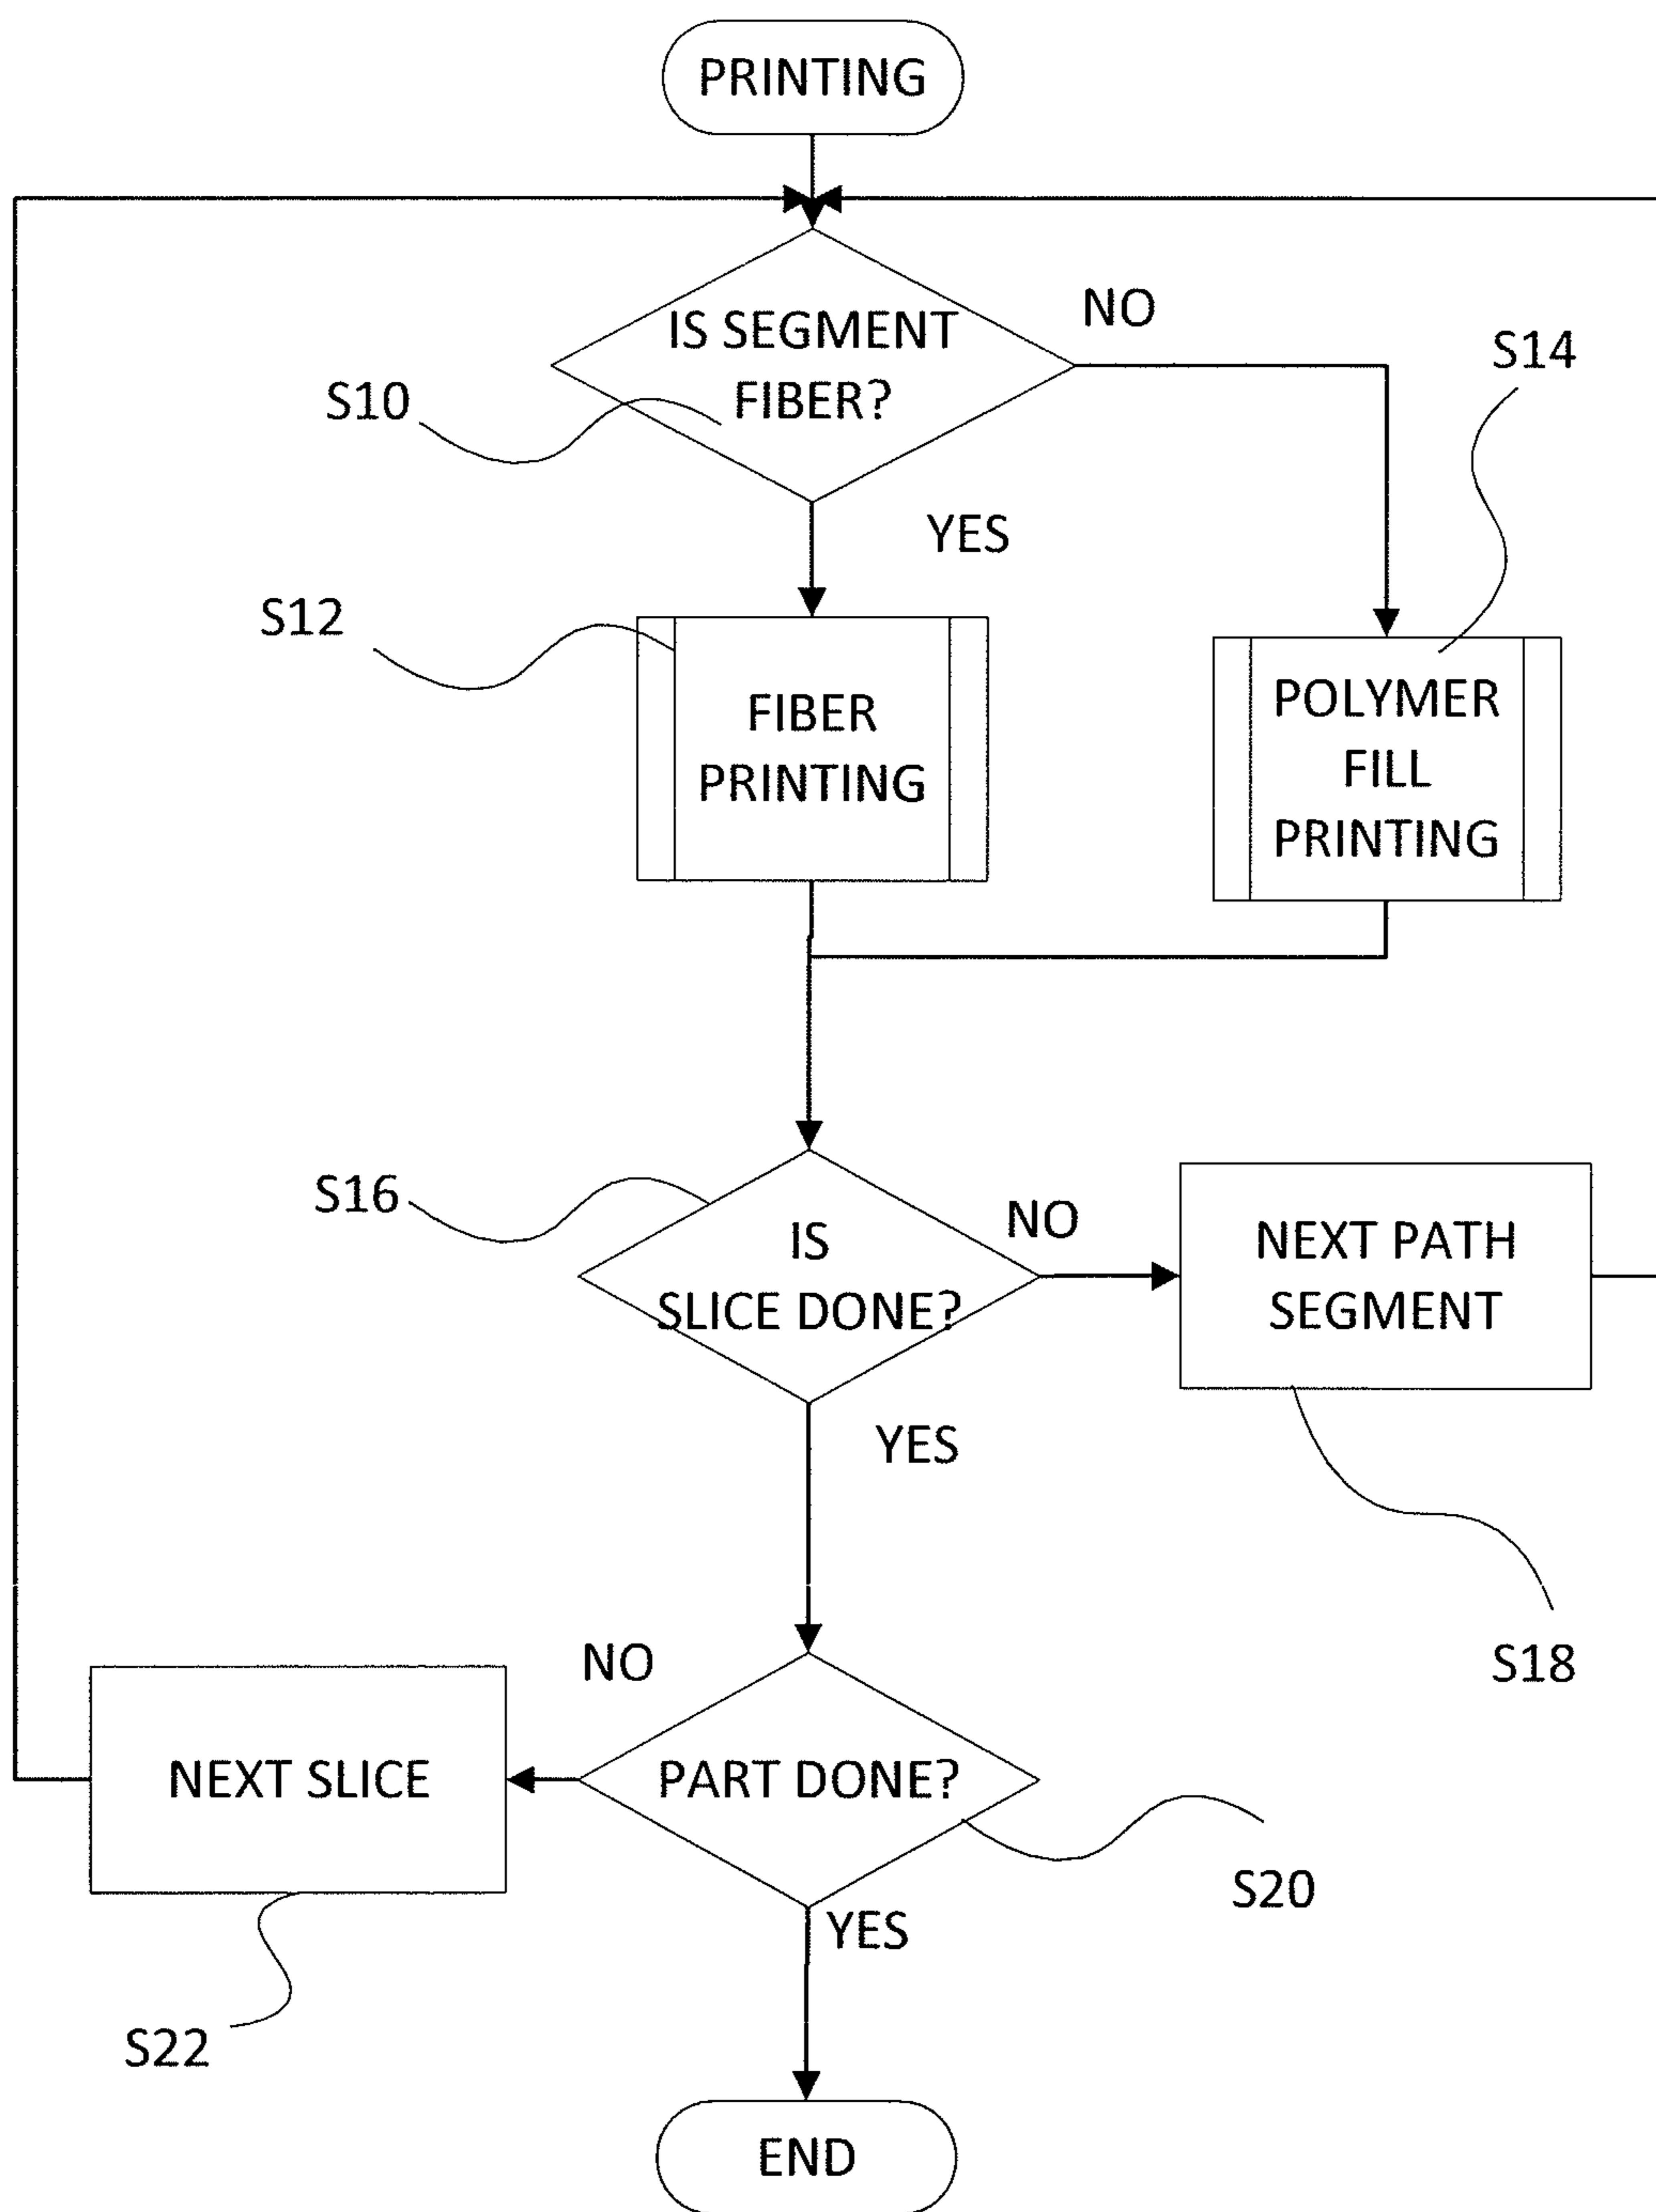 PRINTING
IS SEGMENT
FIBER?
NO
S10
S14
YES
S12
FIBER
PRINTING
POLYMER
FILL
PRINTING
S16
IS
SLICE DONE?
NO
NEXT PATH
SEGMENT
YES
S18
NO
NEXT SLICE
PART DONE?
S20
YES
S22
END